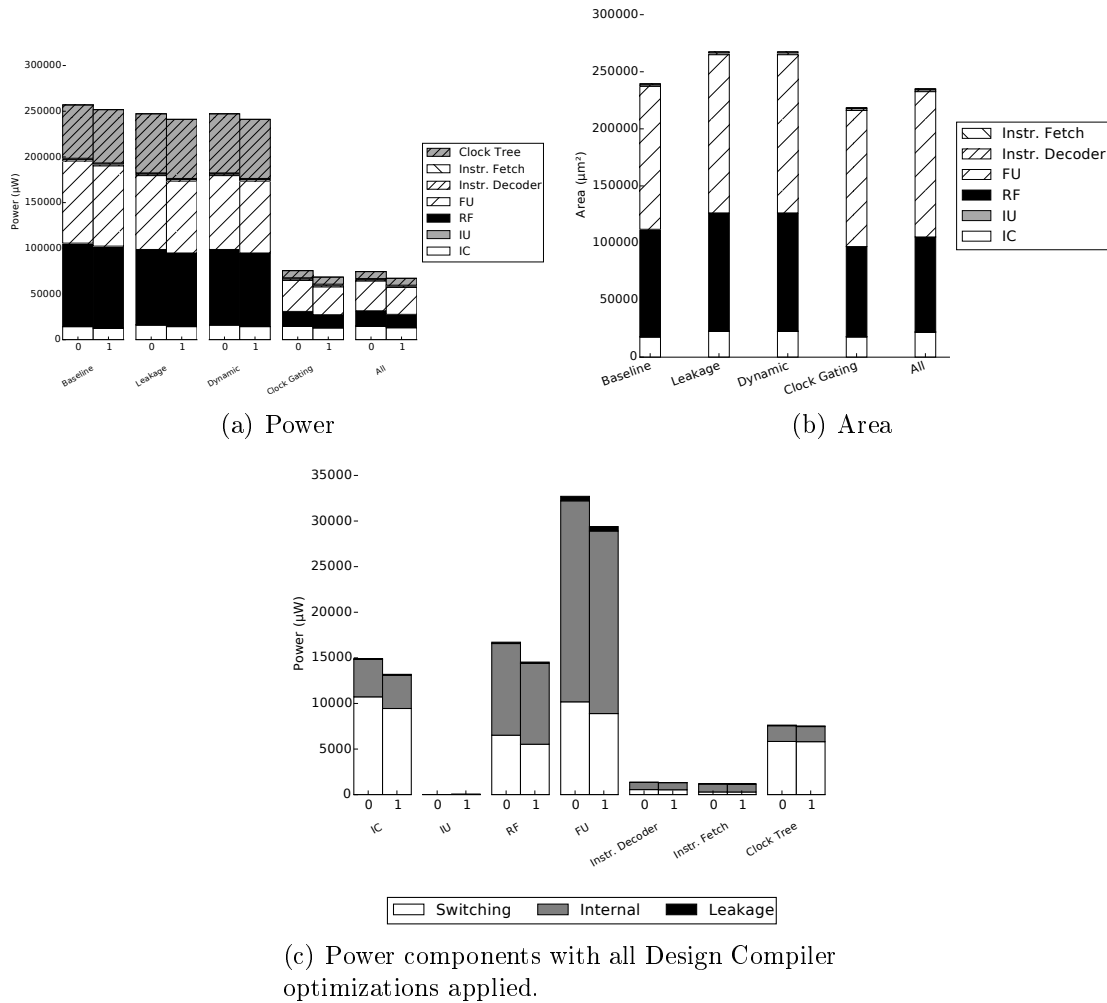 300000
250000
200000
150000
100000
50000
0
Power (μW)
0 1 0 1 0 1 0 1 0 1
Baseline Leakage Dynamic Clock Gating All
Clock Tree
Instr. Fetch
Instr. Decoder
FU
RF
IU
IC
(a) Power
300000
250000
200000
150000
100000
50000
0
Area (μm²)
Baseline Leakage Dynamic Clock Gating All
Instr. Fetch
Instr. Decoder
FU
RF
IU
IC
(b) Area
35000
30000
25000
20000
15000
10000
5000
0
Power (μW)
0 1 0 1 0 1 0 1 0 1 0 1 0 1
IC IU RF FU Instr. Decoder Instr. Fetch Clock Tree
Switching Internal Leakage
(c) Power components with all Design Compiler
optimizations applied.